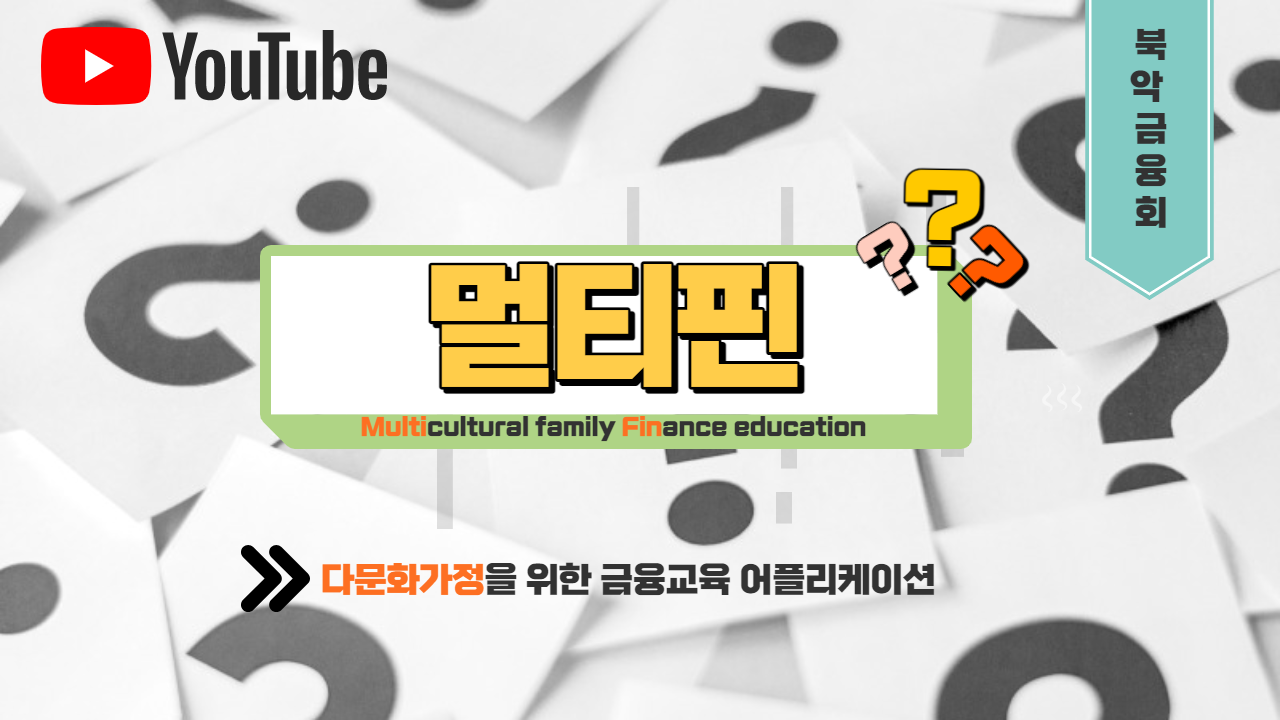 YouTube
북악금융회
???
멀티핀
Multicultural family Finance education
다문화가정을 위한 금융교육 어플리케이션